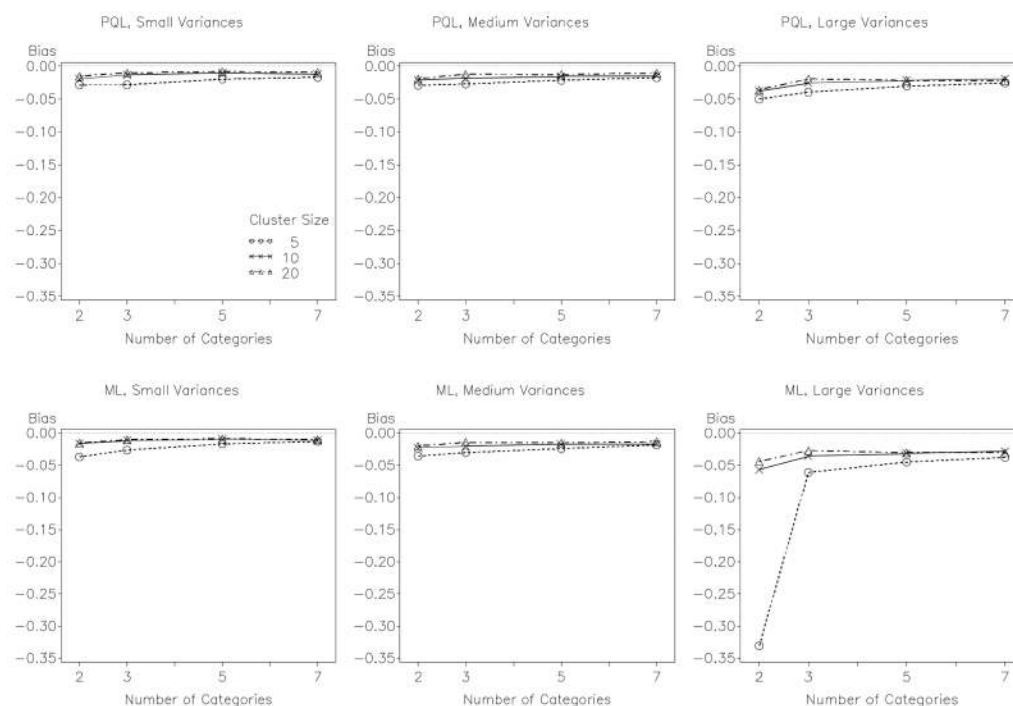 PQL, Small Variances
Bias
0.00
−0.05
−0.10
−0.15
−0.20
−0.25
−0.30
−0.35
Cluster Size
5
10
20
2 3 5 7
Number of Categories
PQL, Medium Variances
Bias
0.00
−0.05
−0.10
−0.15
−0.20
−0.25
−0.30
−0.35
2 3 5 7
Number of Categories
PQL, Large Variances
Bias
0.00
−0.05
−0.10
−0.15
−0.20
−0.25
−0.30
−0.35
2 3 5 7
Number of Categories
ML, Small Variances
Bias
0.00
−0.05
−0.10
−0.15
−0.20
−0.25
−0.30
−0.35
2 3 5 7
Number of Categories
ML, Medium Variances
Bias
0.00
−0.05
−0.10
−0.15
−0.20
−0.25
−0.30
−0.35
2 3 5 7
Number of Categories
ML, Large Variances
Bias
0.00
−0.05
−0.10
−0.15
−0.20
−0.25
−0.30
−0.35
2 3 5 7
Number of Categories